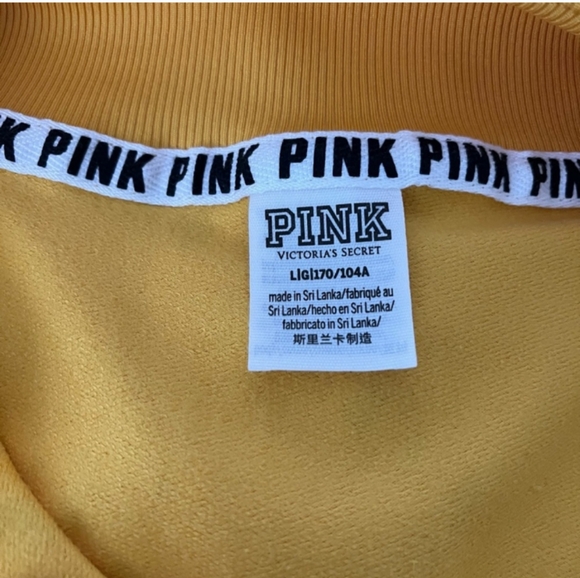 K PINK PINK PINK PINK PIN
PINK
VICTORIA'S SECRET
L|G|170/104A
made in Sri Lanka/fabriqué au
Sri Lanka/hecho en Sri Lanka/
fabbricato in Sri Lanka/
斯里兰卡制造